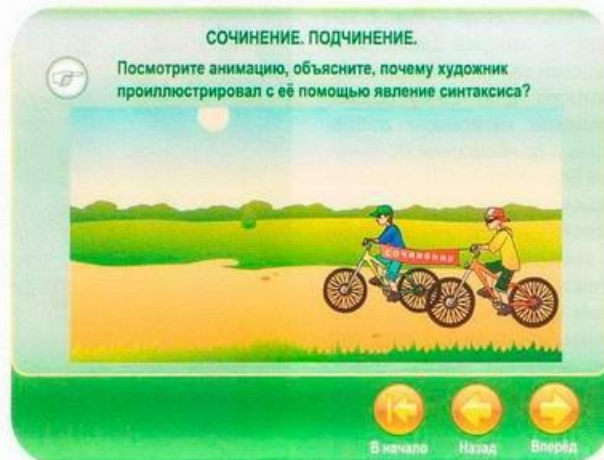 СОЧИНЕНИЕ. ПОДЧИНЕНИЕ.
Посмотрите анимацию, объясните, почему художник
проиллюстрировал с её помощью явление синтаксиса?
СОЧИНЕНИЕ
В начало Назад Вперёд